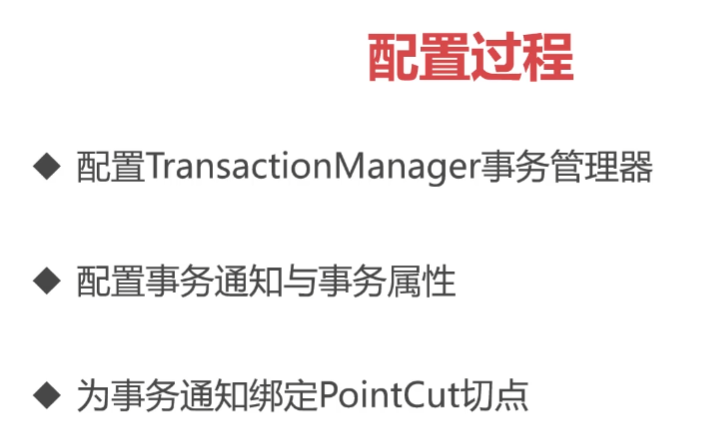 配置过程
◆ 配置TransactionManager事务管理器
◆ 配置事务通知与事务属性
◆ 为事务通知绑定PointCut切点